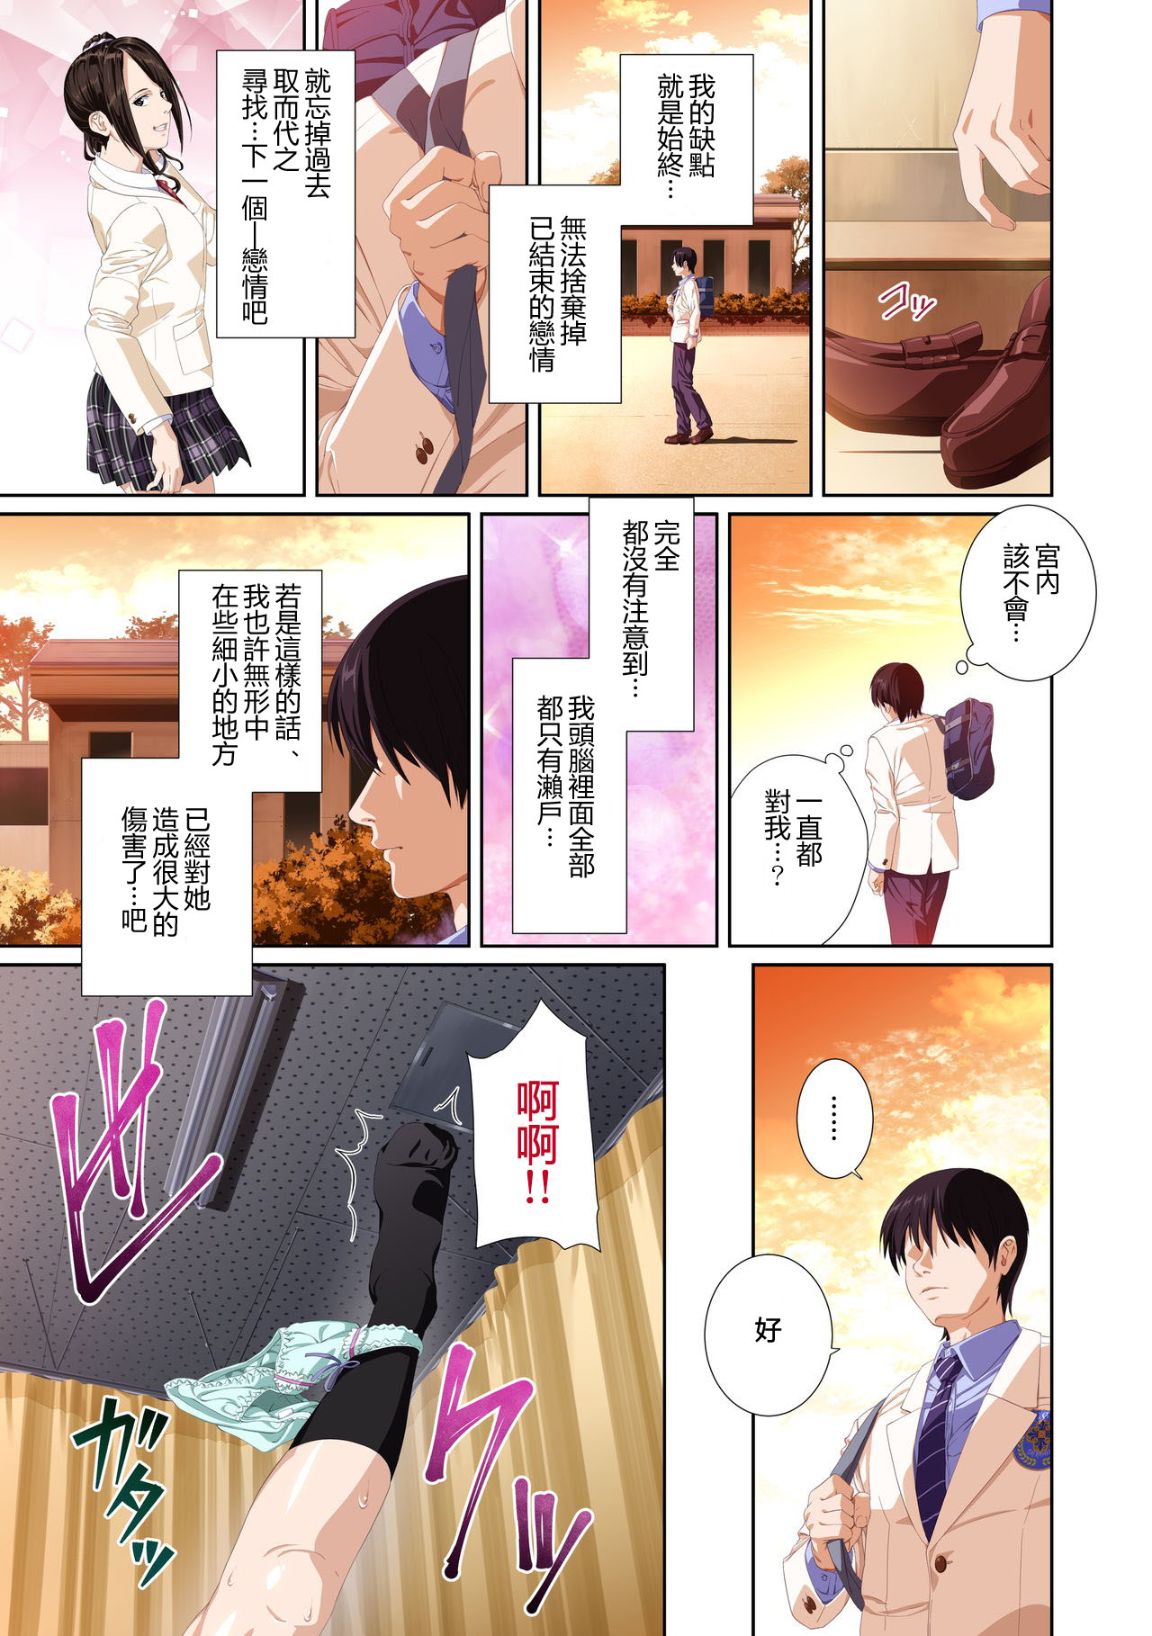 コッ
我的缺點
就是始終…
無法捨棄掉
已結束的戀情
就忘掉過去
取而代之
尋找…下一個─戀情吧
宮內
該不會…
一直都
對我…?
完全
都沒有注意到…
我頭腦裡面全部
都只有瀨戶…
若是這樣的話、
我也許無形中
在些細小的地方
已經對她
造成很大的
傷害了…吧
……
好
啊
啊!!
ビクッ
ガタッ